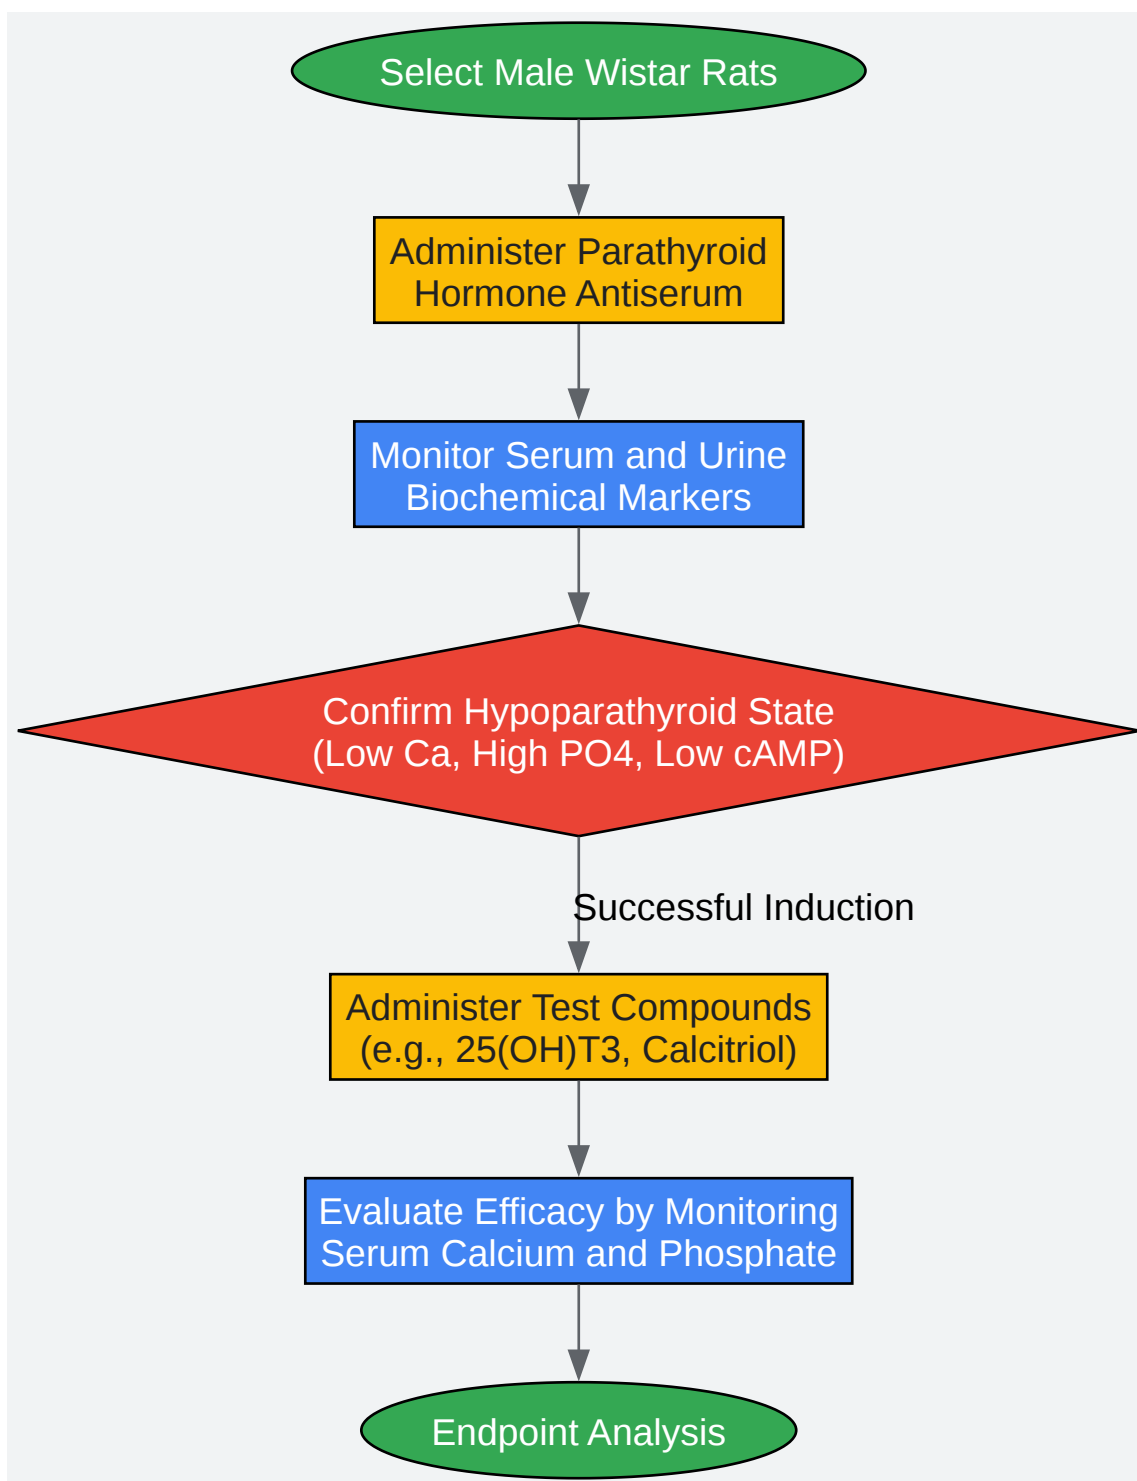 Select Male Wistar Rats
Administer Parathyroid
Hormone Antiserum
Monitor Serum and Urine
Biochemical Markers
Confirm Hypoparathyroid State
(Low Ca, High PO4, Low cAMP)
Successful Induction
Administer Test Compounds
(e.g., 25(OH)T3, Calcitriol)
Evaluate Efficacy by Monitoring
Serum Calcium and Phosphate
Endpoint Analysis